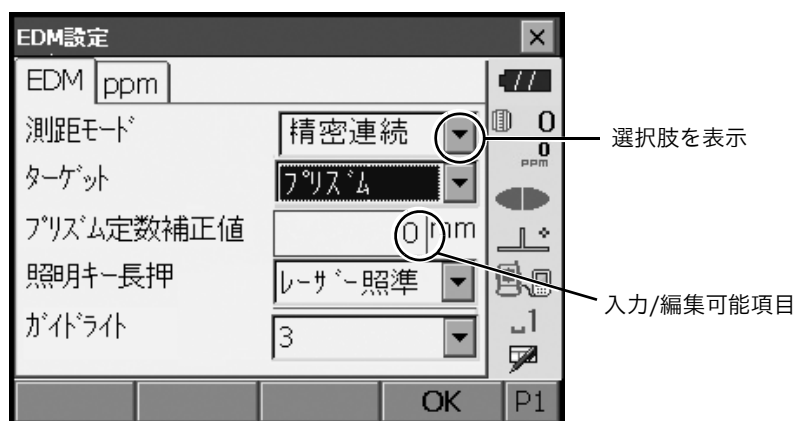 EDM設定
×
EDM ppm
測距モード 精密連続
0
0
PPM
選択肢を表示
ターゲット プリズム
プリズム定数補正値 0 mm
照明キー長押 レーザー照準
入力/編集可能項目
ガイドライト 3
1
OK P1